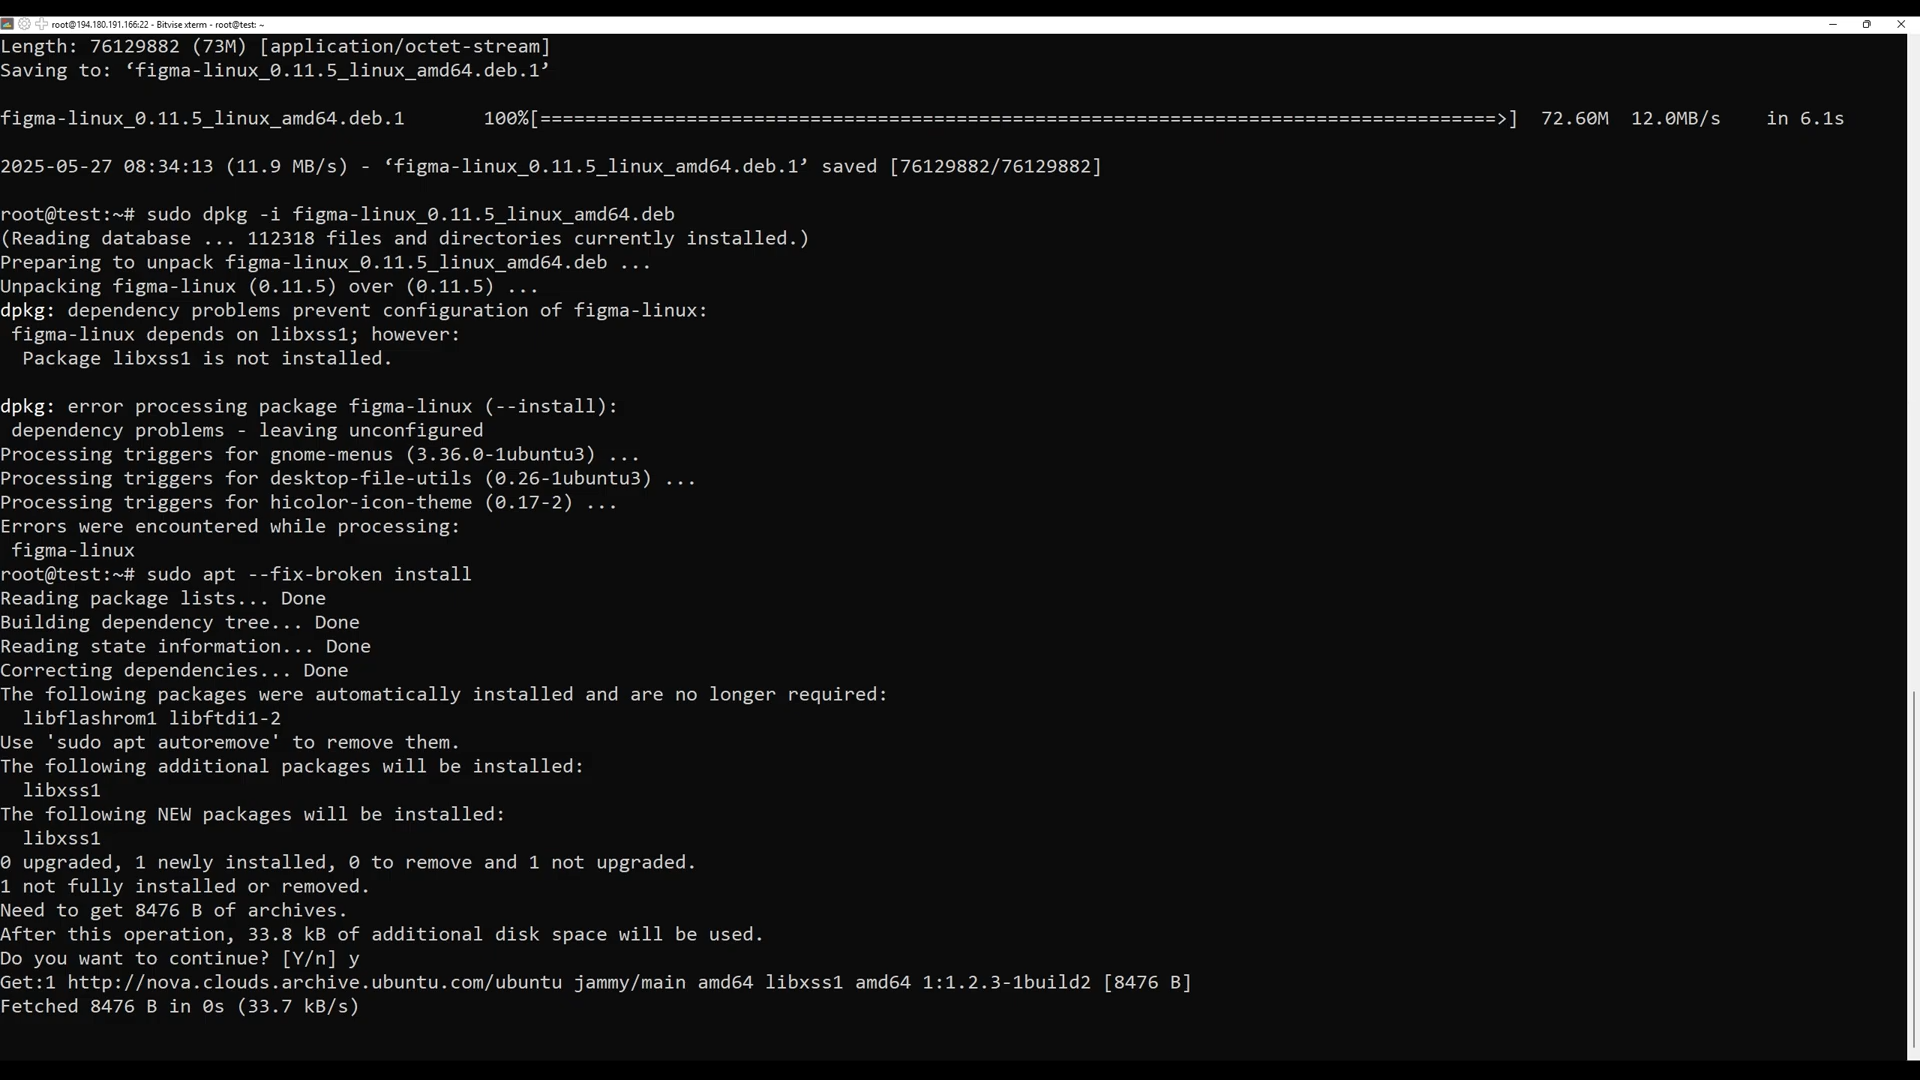 root@194.180.191.166:22 - Bitvise xterm - root@test: ~
Length: 76129882 (73M) [application/octet-stream]
Saving to: ‘figma-linux_0.11.5_linux_amd64.deb.1’
figma-linux_0.11.5_linux_amd64.deb.1       100%[=====================================================================================>]  72.60M  12.0MB/s    in 6.1s
2025-05-27 08:34:13 (11.9 MB/s) - ‘figma-linux_0.11.5_linux_amd64.deb.1’ saved [76129882/76129882]
root@test:~# sudo dpkg -i figma-linux_0.11.5_linux_amd64.deb
(Reading database ... 112318 files and directories currently installed.)
Preparing to unpack figma-linux_0.11.5_linux_amd64.deb ...
Unpacking figma-linux (0.11.5) over (0.11.5) ...
dpkg: dependency problems prevent configuration of figma-linux:
 figma-linux depends on libxss1; however:
  Package libxss1 is not installed.
dpkg: error processing package figma-linux (--install):
 dependency problems - leaving unconfigured
Processing triggers for gnome-menus (3.36.0-1ubuntu3) ...
Processing triggers for desktop-file-utils (0.26-1ubuntu3) ...
Processing triggers for hicolor-icon-theme (0.17-2) ...
Errors were encountered while processing:
 figma-linux
root@test:~# sudo apt --fix-broken install
Reading package lists... Done
Building dependency tree... Done
Reading state information... Done
Correcting dependencies... Done
The following packages were automatically installed and are no longer required:
  libflashrom1 libftdi1-2
Use 'sudo apt autoremove' to remove them.
The following additional packages will be installed:
  libxss1
The following NEW packages will be installed:
  libxss1
0 upgraded, 1 newly installed, 0 to remove and 1 not upgraded.
1 not fully installed or removed.
Need to get 8476 B of archives.
After this operation, 33.8 kB of additional disk space will be used.
Do you want to continue? [Y/n] y
Get:1 http://nova.clouds.archive.ubuntu.com/ubuntu jammy/main amd64 libxss1 amd64 1:1.2.3-1build2 [8476 B]
Fetched 8476 B in 0s (33.7 kB/s)